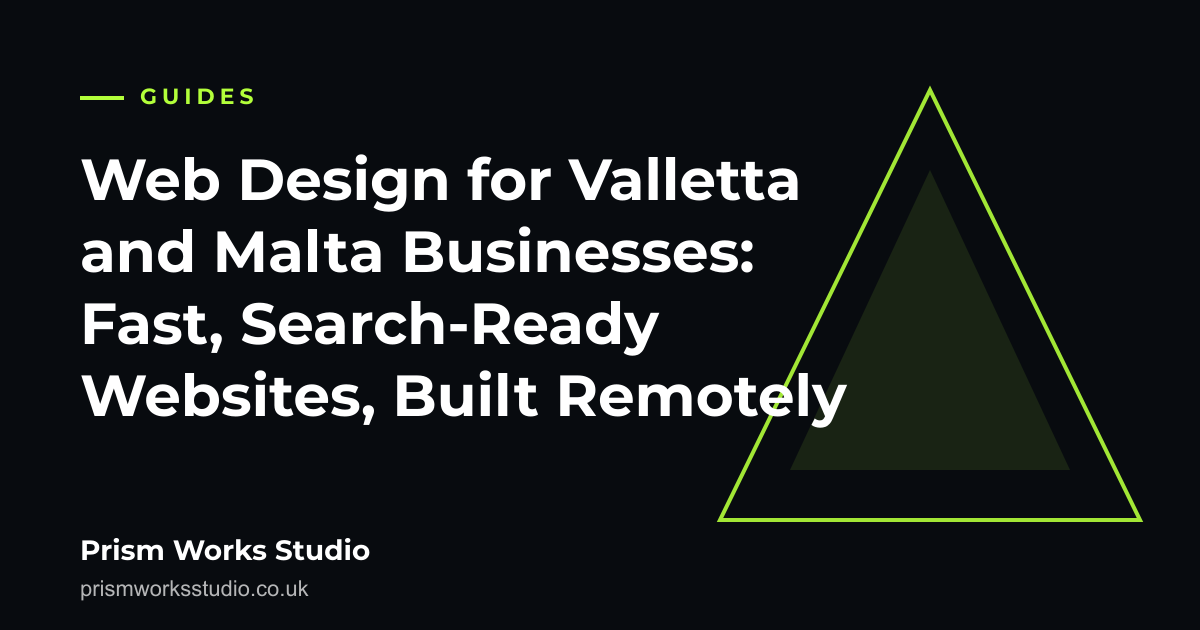 GUIDES
Web Design for Valletta
and Malta Businesses:
Fast, Search-Ready
Websites, Built Remotely
Prism Works Studio
prismworksstudio.co.uk